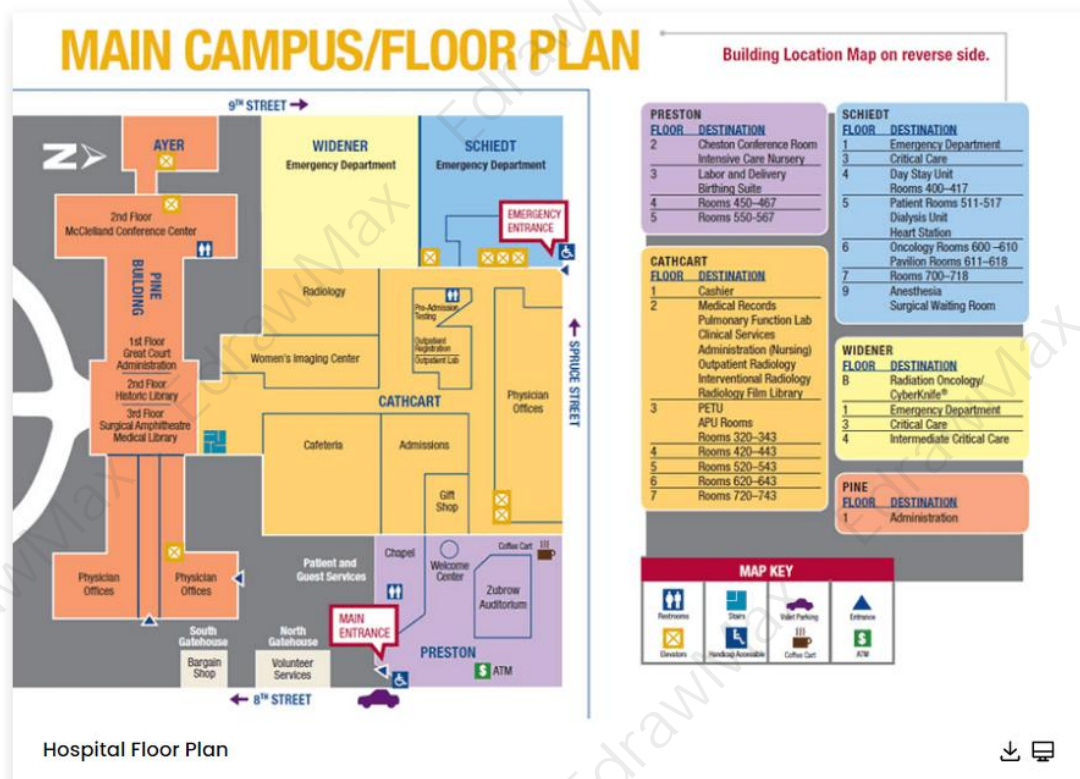 MAIN CAMPUS/FLOOR PLAN
Building Location Map on reverse side.
9TH STREET
N
AYER
WIDENER
Emergency Department
SCHIEDT
Emergency Department
2nd Floor
McClelland Conference Center
EMERGENCY
ENTRANCE
PINE
BUILDING
Radiology
Pre-Admission
Testing
Outpatient
Registration
Outpatient Lab
1st Floor
Great Court
Administration
2nd Floor
Historic Library
3rd Floor
Surgical Amphitheatre
Medical Library
Women's Imaging Center
CATHCART
Physician
Offices
SPRUCE STREET
Cafeteria
Admissions
Gift
Shop
Physician
Offices
Physician
Offices
Patient and
Guest Services
Chapel
Welcome
Center
Coffee Cart
Zubrow
Auditorium
MAIN
ENTRANCE
South
Gatehouse
Bargain
Shop
North
Gatehouse
Volunteer
Services
PRESTON
$ ATM
8TH STREET
PRESTON
FLOOR DESTINATION
2 Cheston Conference Room
Intensive Care Nursery
3 Labor and Delivery
Birthing Suite
4 Rooms 450–467
5 Rooms 550-567
CATHCART
FLOOR DESTINATION
1 Cashier
2 Medical Records
Pulmonary Function Lab
Clinical Services
Administration (Nursing)
Outpatient Radiology
Interventional Radiology
Radiology Film Library
3 PETU
APU Rooms
Rooms 320–343
4 Rooms 420–443
5 Rooms 520–543
6 Rooms 620–643
7 Rooms 720–743
SCHIEDT
FLOOR DESTINATION
1 Emergency Department
3 Critical Care
4 Day Stay Unit
Rooms 400–417
5 Patient Rooms 511-517
Dialysis Unit
Heart Station
6 Oncology Rooms 600 –610
Pavilion Rooms 611–618
7 Rooms 700–718
9 Anesthesia
Surgical Waiting Room
WIDENER
FLOOR DESTINATION
B Radiation Oncology/
CyberKnife®
1 Emergency Department
3 Critical Care
4 Intermediate Critical Care
PINE
FLOOR DESTINATION
1 Administration
MAP KEY
Restrooms
Stairs
Valet Parking
Entrance
Elevators
Handicap Accessible
Coffee Cart
$
ATM
Hospital Floor Plan
EdrawMax
EdrawMax
EdrawMax
EdrawMax
EdrawMax